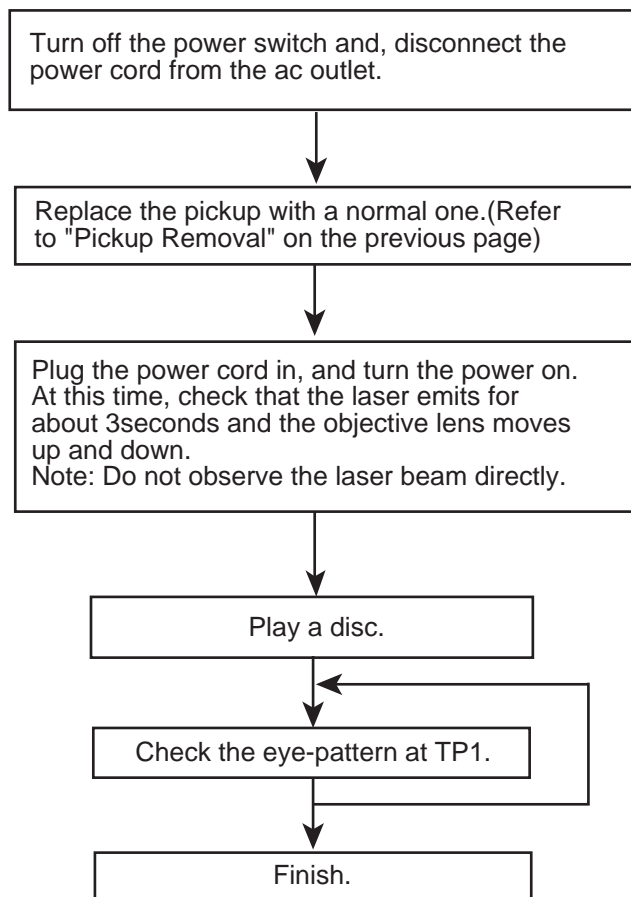 Turn off the power switch and, disconnect the
power cord from the ac outlet.
Replace the pickup with a normal one.(Refer
to "Pickup Removal" on the previous page)
Plug the power cord in, and turn the power on.
At this time, check that the laser emits for
about 3seconds and the objective lens moves
up and down.
Note: Do not observe the laser beam directly.
Play a disc.
Check the eye-pattern at TP1.
Finish.